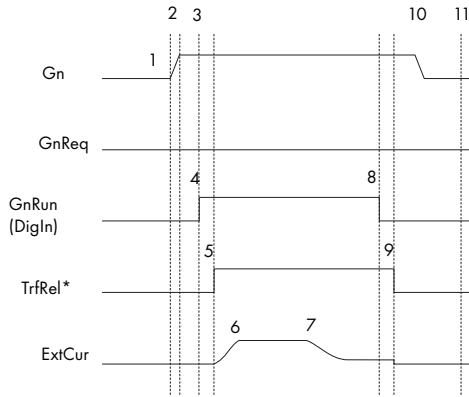 2 3 10 11
1
Gn
GnReq
4 8
GnRun
(DigIn)
5 9
TrfRel*
6 7
ExtCur